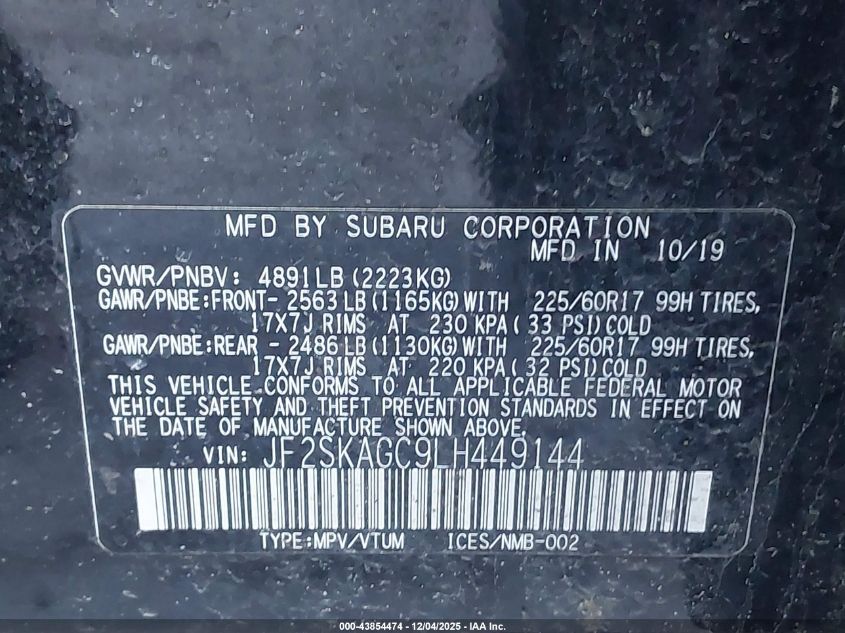 MFD BY SUBARU CORPORATION
MFD IN 10/19
GVWR/PNBV: 4891LB (2223KG)
GAWR/PNBE:FRONT- 2563LB(1165KG)WITH 225/60R17 99H TIRES,
17X7J RIMS AT 230 KPA( 33 PSI)COLD
GAWR/PNBE:REAR - 2486LB(1130KG)WITH 225/60R17 99H TIRES,
17X7J RIMS AT 220 KPA( 32 PSI)COLD
THIS VEHICLE CONFORMS TO ALL APPLICABLE FEDERAL MOTOR
VEHICLE SAFETY AND THEFT PREVENTION STANDARDS IN EFFECT ON
THE DATE OF MANUFACTURE SHOWN ABOVE.
VIN: JF2SKAGC9LH449144
TYPE:MPV/VTUM ICES/NMB-002
000-43854474 - 12/04/2025 - IAA Inc.